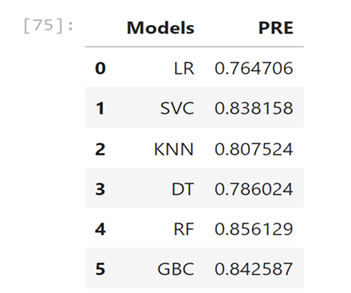 [75]:
Models PRE
0 LR 0.764706
1 SVC 0.838158
2 KNN 0.807524
3 DT 0.786024
4 RF 0.856129
5 GBC 0.842587